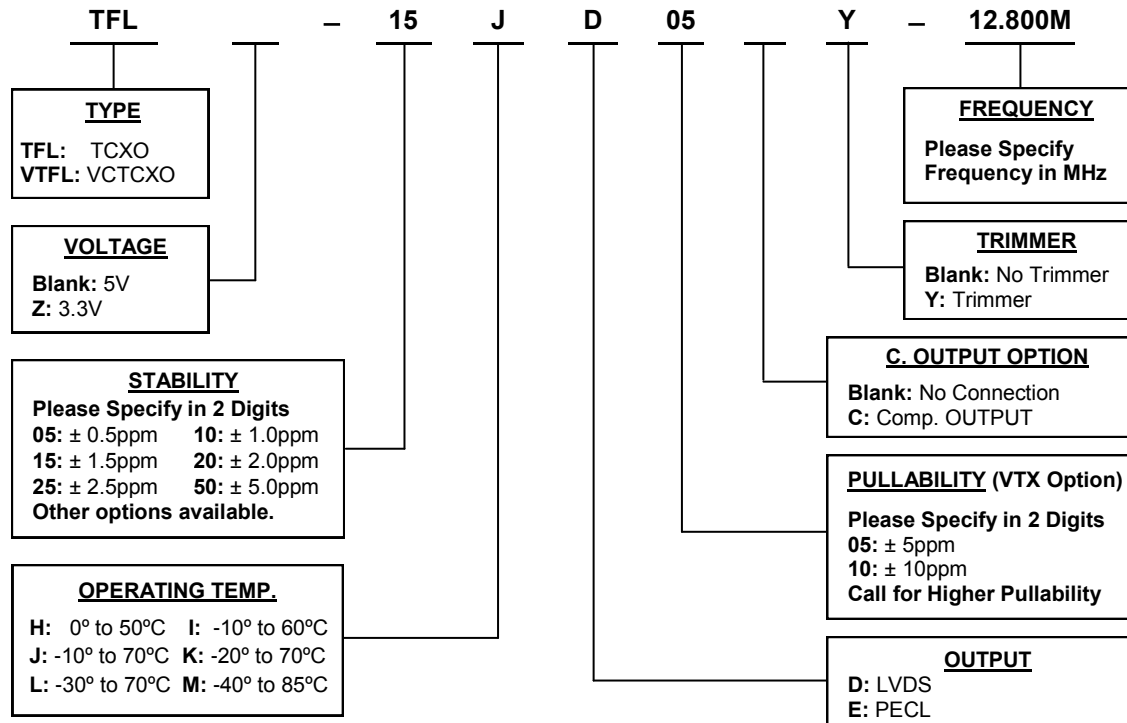 TFL – 15 J D 05 Y – 12.800M
TYPE
TFL: TCXO
VTFL: VCTCXO
VOLTAGE
Blank: 5V
Z: 3.3V
STABILITY
Please Specify in 2 Digits
05: ± 0.5ppm 10: ± 1.0ppm
15: ± 1.5ppm 20: ± 2.0ppm
25: ± 2.5ppm 50: ± 5.0ppm
Other options available.
OPERATING TEMP.
H: 0º to 50ºC I: -10º to 60ºC
J: -10º to 70ºC K: -20º to 70ºC
L: -30º to 70ºC M: -40º to 85ºC
FREQUENCY
Please Specify
Frequency in MHz
TRIMMER
Blank: No Trimmer
Y: Trimmer
C. OUTPUT OPTION
Blank: No Connection
C: Comp. OUTPUT
PULLABILITY (VTX Option)
Please Specify in 2 Digits
05: ± 5ppm
10: ± 10ppm
Call for Higher Pullability
OUTPUT
D: LVDS
E: PECL